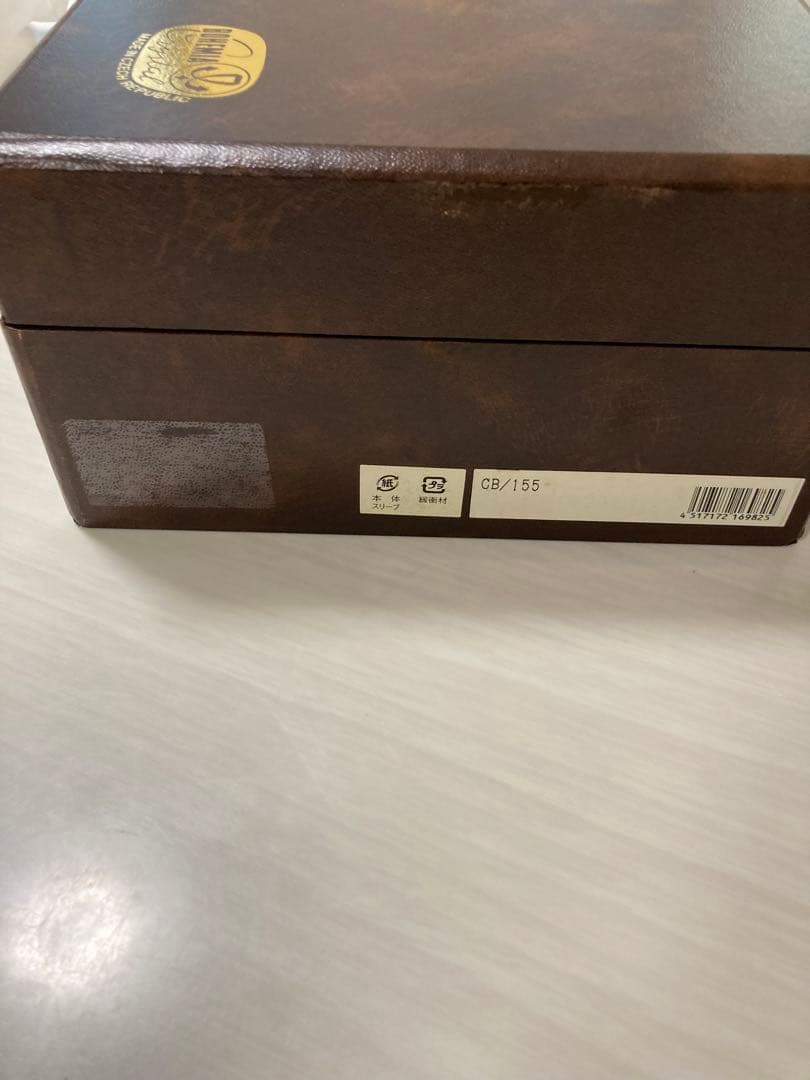 BOHEMIA
Crystal
MADE IN CZECH REPUBLIC
紙
本体
スリーブ
プラ
緩衝材
CB/155
4 517172 169825